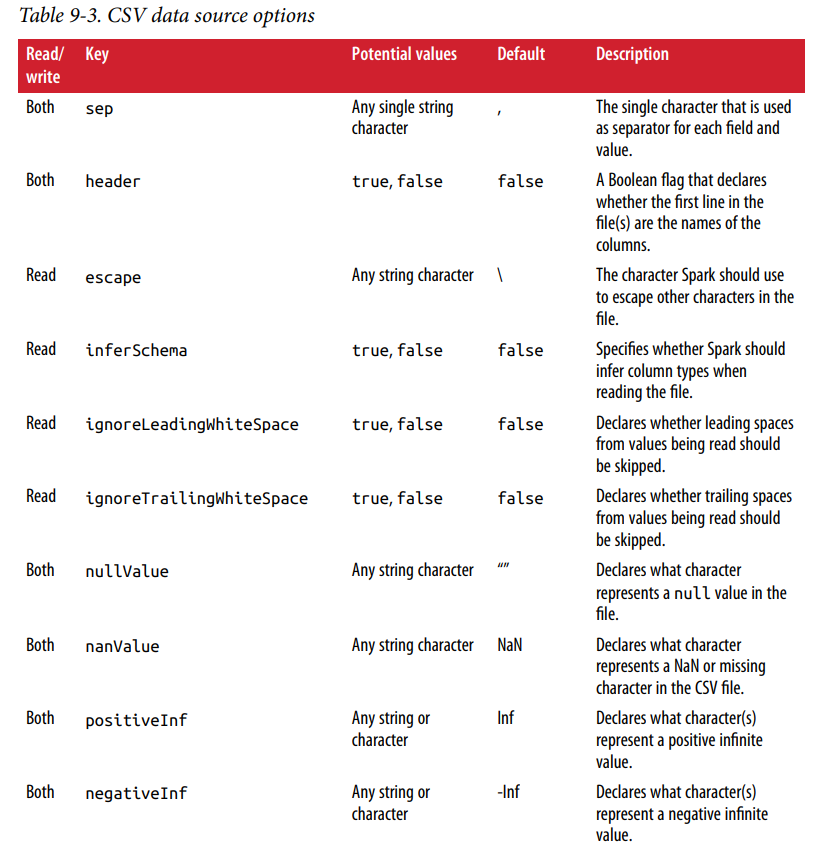 Table 9-3. CSV data source options
Read/ Key Potential values Default Description
write
Both sep Any single string , The single character that is used
character as separator for each field and
value.
Both header true, false false A Boolean flag that declares
whether the first line in the
file(s) are the names of the
columns.
Read escape Any string character \ The character Spark should use
to escape other characters in the
file.
Read inferSchema true, false false Specifies whether Spark should
infer column types when
reading the file.
Read ignoreLeadingWhiteSpace true, false false Declares whether leading spaces
from values being read should
be skipped.
Read ignoreTrailingWhiteSpace true, false false Declares whether trailing spaces
from values being read should
be skipped.
Both nullValue Any string character “” Declares what character
represents a null value in the
file.
Both nanValue Any string character NaN Declares what character
represents a NaN or missing
character in the CSV file.
Both positiveInf Any string or Inf Declares what character(s)
character represent a positive infinite
value.
Both negativeInf Any string or -Inf Declares what character(s)
character represent a negative infinite
value.